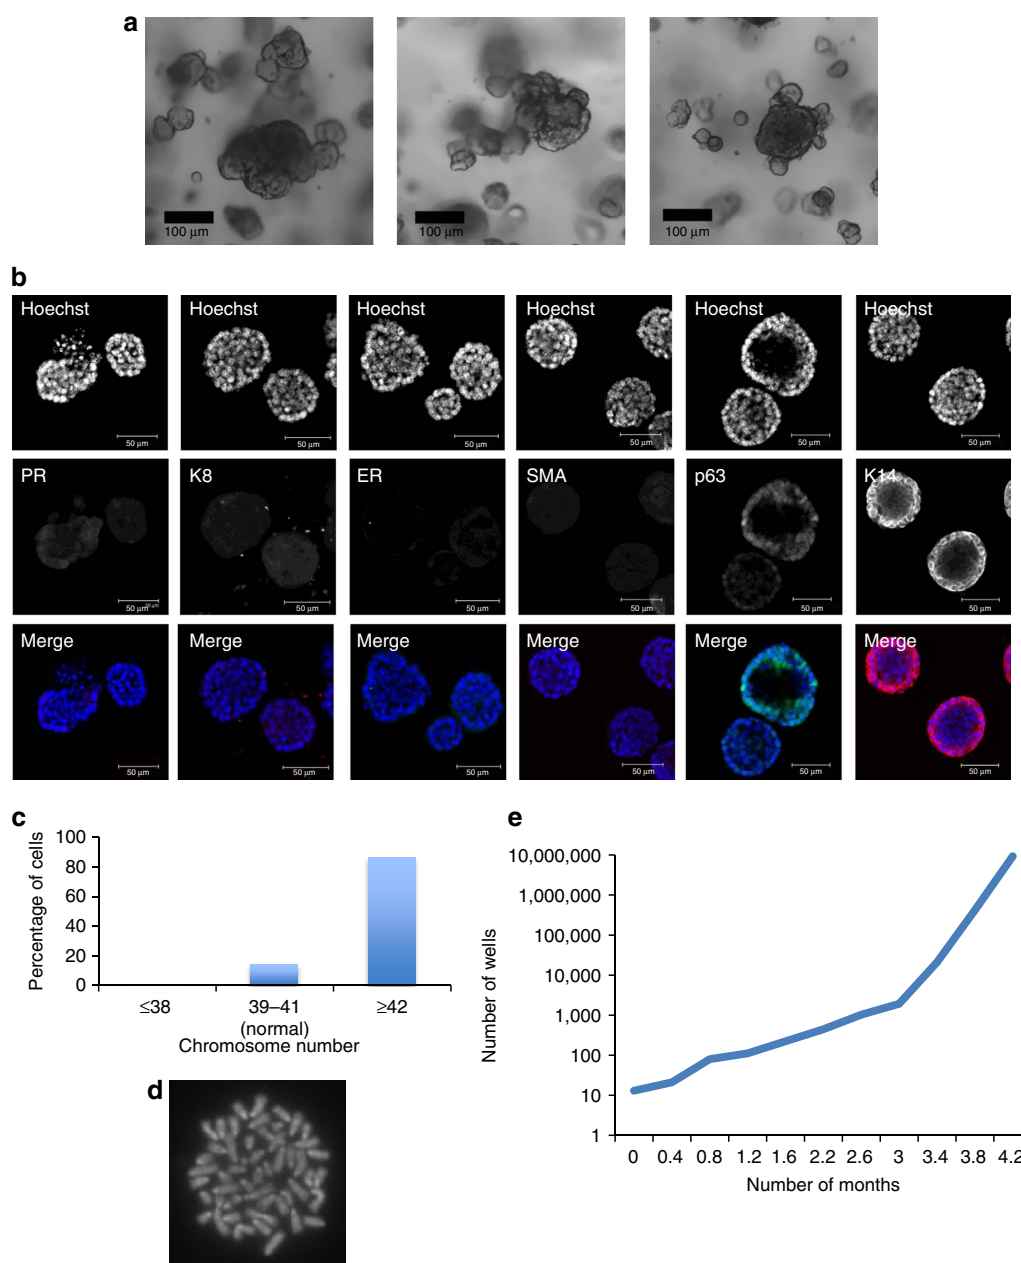 a
100 μm
100 μm
100 μm
b
Hoechst
Hoechst
Hoechst
Hoechst
Hoechst
Hoechst
50 μm
50 μm
50 μm
50 μm
50 μm
50 μm
PR
K8
ER
SMA
p63
K14
50 μm
50 μm
50 μm
50 μm
50 μm
50 μm
50 μm
Merge
Merge
Merge
Merge
Merge
Merge
50 μm
50 μm
50 μm
50 μm
50 μm
50 μm
c
Percentage of cells
100
80
60
40
20
0
≤38
39–41
≥42
(normal)
Chromosome number
d
e
Number of wells
10,000,000
1,000,000
100,000
10,000
1,000
100
10
1
0 0.4 0.8 1.2 1.6 2.2 2.6 3 3.4 3.8 4.2
Number of months